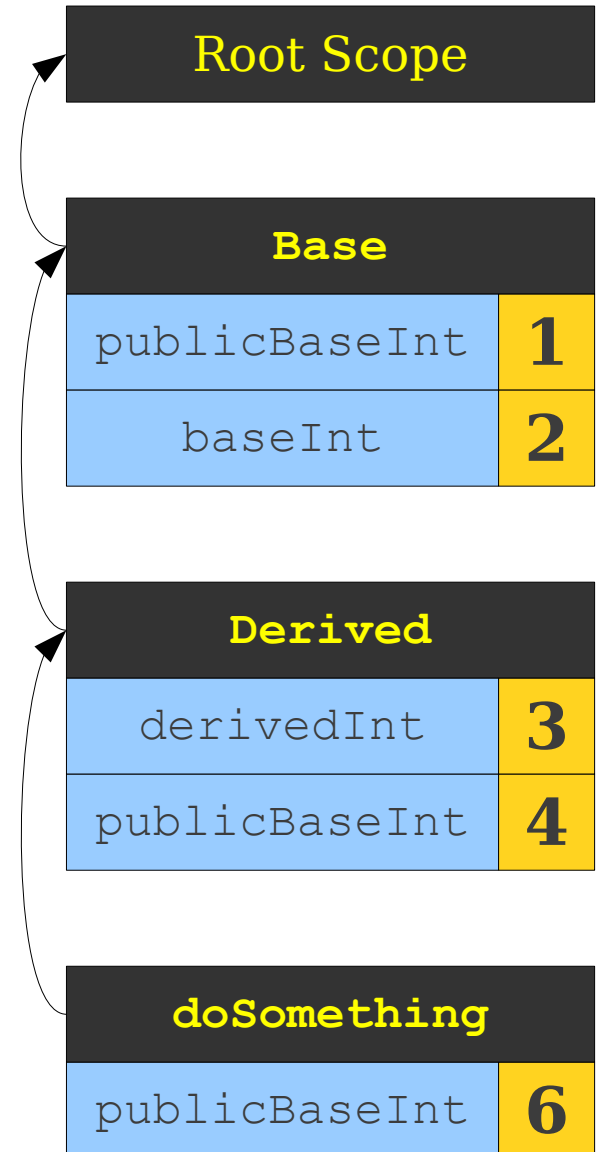 Root Scope
Base
publicBaseInt 1
baseInt 2
Derived
derivedInt 3
publicBaseInt 4
doSomething
publicBaseInt 6